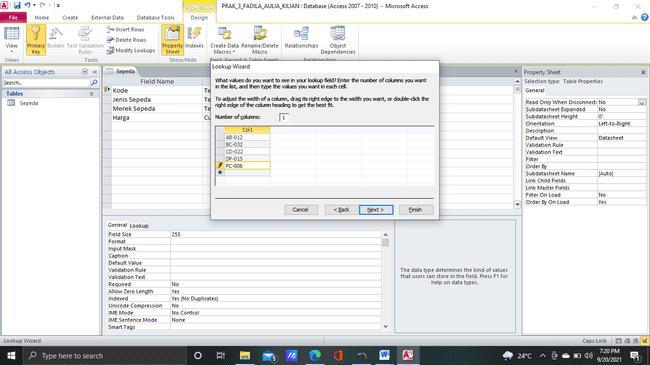 Table Tools
PRAK_3_FADILA_AULIA_KILIAN : Database (Access 2007 - 2010) - Microsoft Access
File Home Create External Data Database Tools Design
View
Primary Key
Builder
Test Validation Rules
Insert Rows
Delete Rows
Modify Lookups
Property Sheet
Indexes
Create Data Macros
Rename/Delete Macro
Relationships
Object Dependencies
Views Tools Show/Hide Field, Record & Table Events Relationships
All Access Objects
Search...
Tables
Sepeda
Sepeda
Field Name
Kode
Jenis Sepeda
Merek Sepeda
Harga
Lookup Wizard
What values do you want to see in your lookup field? Enter the number of columns you want
in the list, and then type the values you want in each cell.
To adjust the width of a column, drag its right edge to the width you want, or double-click the
right edge of the column heading to get the best fit.
Number of columns: 1
Col1
AB-012
BC-032
CD-022
DP-015
PC-006
Cancel < Back Next > Finish
General Lookup
Field Size 255
Format
Input Mask
Caption
Default Value
Validation Rule
Validation Text
Required No
Allow Zero Length Yes
Indexed Yes (No Duplicates)
Unicode Compression No
IME Mode No Control
IME Sentence Mode None
Smart Tags
The data type determines the kind of values
that users can store in the field. Press F1 for
help on data types.
Property Sheet
Selection type: Table Properties
General
Read Only When Disconnect
No
Subdatasheet Expanded No
Subdatasheet Height 0"
Orientation Left-to-Right
Description
Default View Datasheet
Validation Rule
Validation Text
Filter
Order By
Subdatasheet Name [Auto]
Link Child Fields
Link Master Fields
Filter On Load No
Order By On Load Yes
Lookup Wizard
Caps Lock
Type here to search
24°C
7:20 PM
9/20/2021